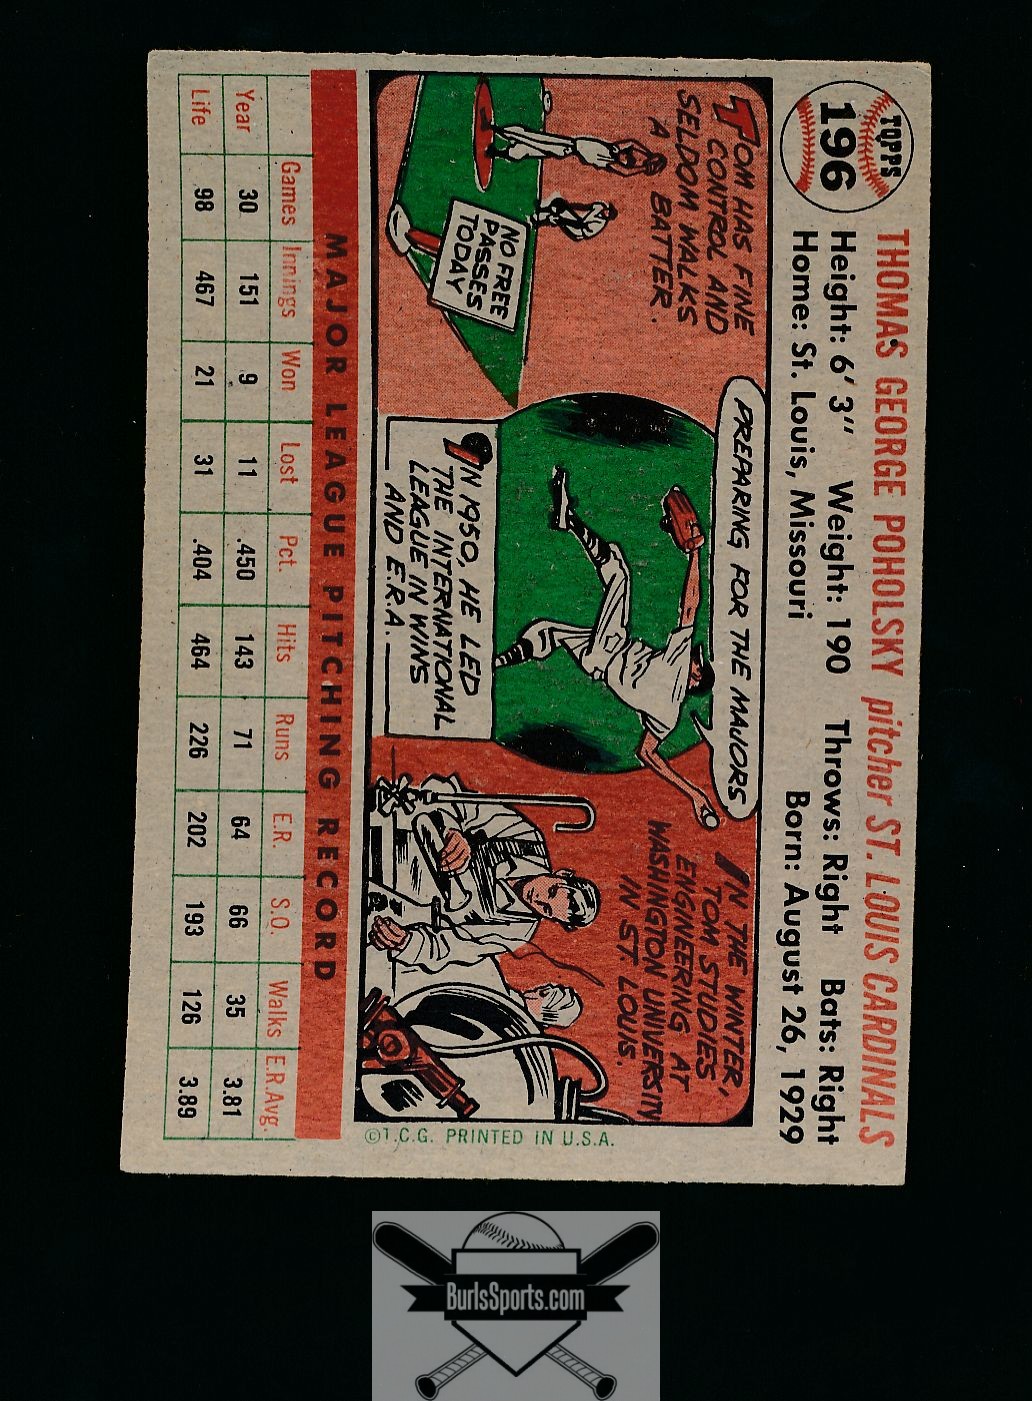 TOPPS
196
THOMAS GEORGE POHOLSKY pitcher ST. LOUIS CARDINALS
Height: 6' 3" Weight: 190 Throws: Right Bats: Right
Home: St. Louis, Missouri Born: August 26, 1929
TOM HAS FINE
CONTROL AND
SELDOM WALKS
A BATTER.
NO FREE
PASSES
TODAY
PREPARING FOR THE MAJORS
IN 1950, HE LED
THE INTERNATIONAL
LEAGUE IN WINS
AND E.R.A.
IN THE WINTER,
TOM STUDIES
ENGINEERING AT
WASHINGTON UNIVERSITY
IN ST. LOUIS.
©T.C.G. PRINTED IN U.S.A.
MAJOR LEAGUE PITCHING RECORD
Games Innings Won Lost Pct. Hits Runs E.R. S.O. Walks E.R.Avg.
Year 30 151 9 11 .450 143 71 64 66 35 3.81
Life 98 467 21 31 .404 464 226 202 193 126 3.89
BurlsSports.com